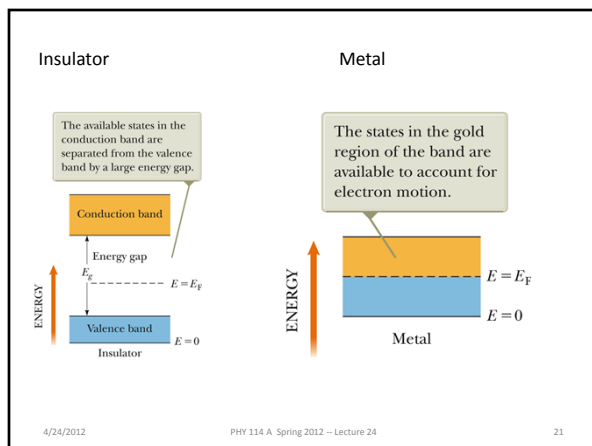 Insulator
Metal
The available states in the
conduction band are
separated from the valence
band by a large energy gap.
Conduction band
Energy gap
E_g
E = E_F
ENERGY
Valence band
E = 0
Insulator
The states in the gold
region of the band are
available to account for
electron motion.
ENERGY
E = E_F
E = 0
Metal
4/24/2012
PHY 114 A Spring 2012 -- Lecture 24
21